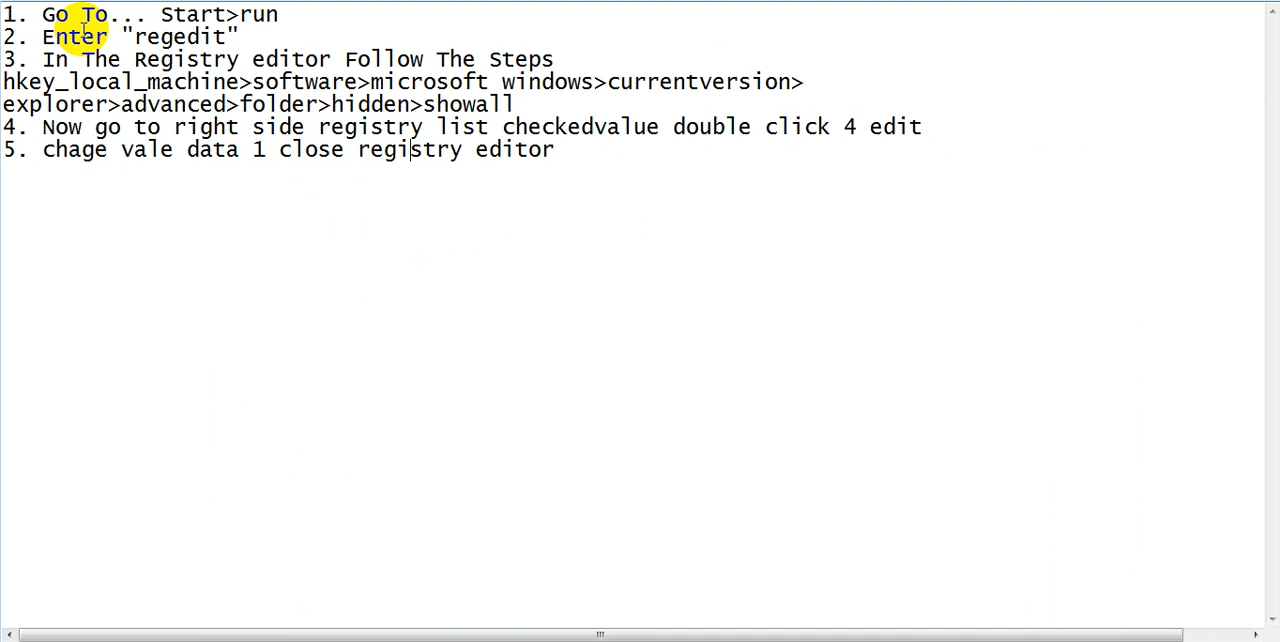 1. Go To... Start>run
2. Enter "regedit"
3. In The Registry editor Follow The Steps
hkey_local_machine>software>microsoft windows>currentversion>
explorer>advanced>folder>hidden>showall
4. Now go to right side registry list checkedvalue double click 4 edit
5. chage vale data 1 close registry editor